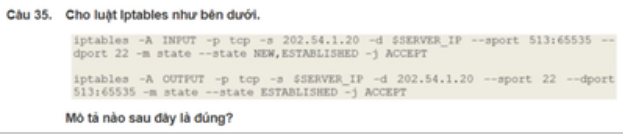 Câu 35. Cho luật Iptables như bên dưới.
iptables -A INPUT -p tcp -s 202.54.1.20 -d $SERVER_IP --sport 513:65535 --
dport 22 -m state --state NEW,ESTABLISHED -j ACCEPT
iptables -A OUTPUT -p tcp -s $SERVER_IP -d 202.54.1.20 --sport 22 --dport
513:65535 -m state --state ESTABLISHED -j ACCEPT
Mô tả nào sau đây là đúng?